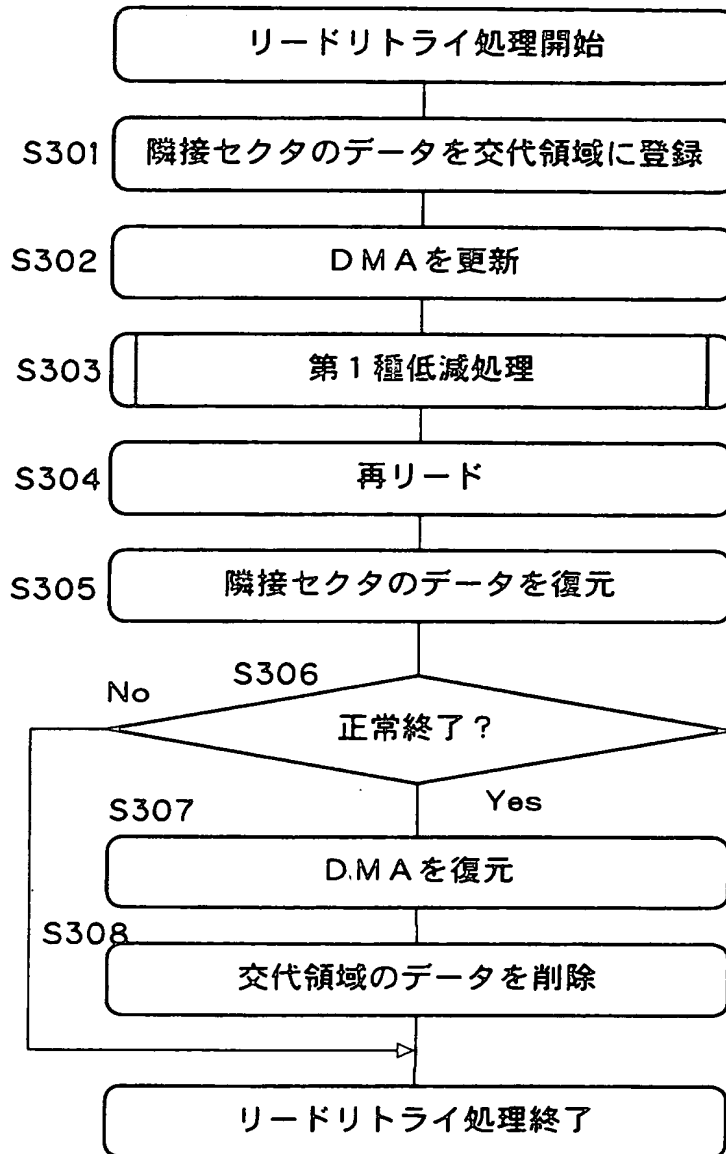 リードリトライ処理開始
S301 隣接セクタのデータを交代領域に登録
S302 DMAを更新
S303 第1種低減処理
S304 再リード
S305 隣接セクタのデータを復元
S306
No
正常終了?
Yes
S307
DMAを復元
S308
交代領域のデータを削除
リードリトライ処理終了